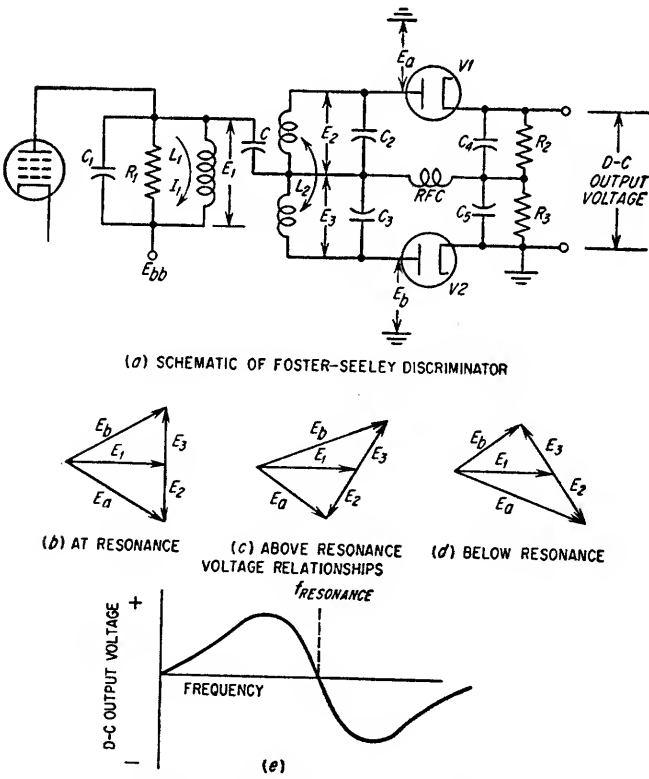 Ea
V1
C1
R1
L1
I1
E1
C
E2
C2
L2
E3
C3
RFC
C4
R2
C5
R3
D-C
OUTPUT
VOLTAGE
Ebb
Eb
V2
(a) SCHEMATIC OF FOSTER-SEELEY DISCRIMINATOR
Eb
E1
Ea
E3
E2
(b) AT RESONANCE
Eb
E1
Ea
E3
E2
(c) ABOVE RESONANCE
Eb
E1
Ea
E3
E2
(d) BELOW RESONANCE
VOLTAGE RELATIONSHIPS
fRESONANCE
D-C OUTPUT VOLTAGE
+
–
FREQUENCY
(e)